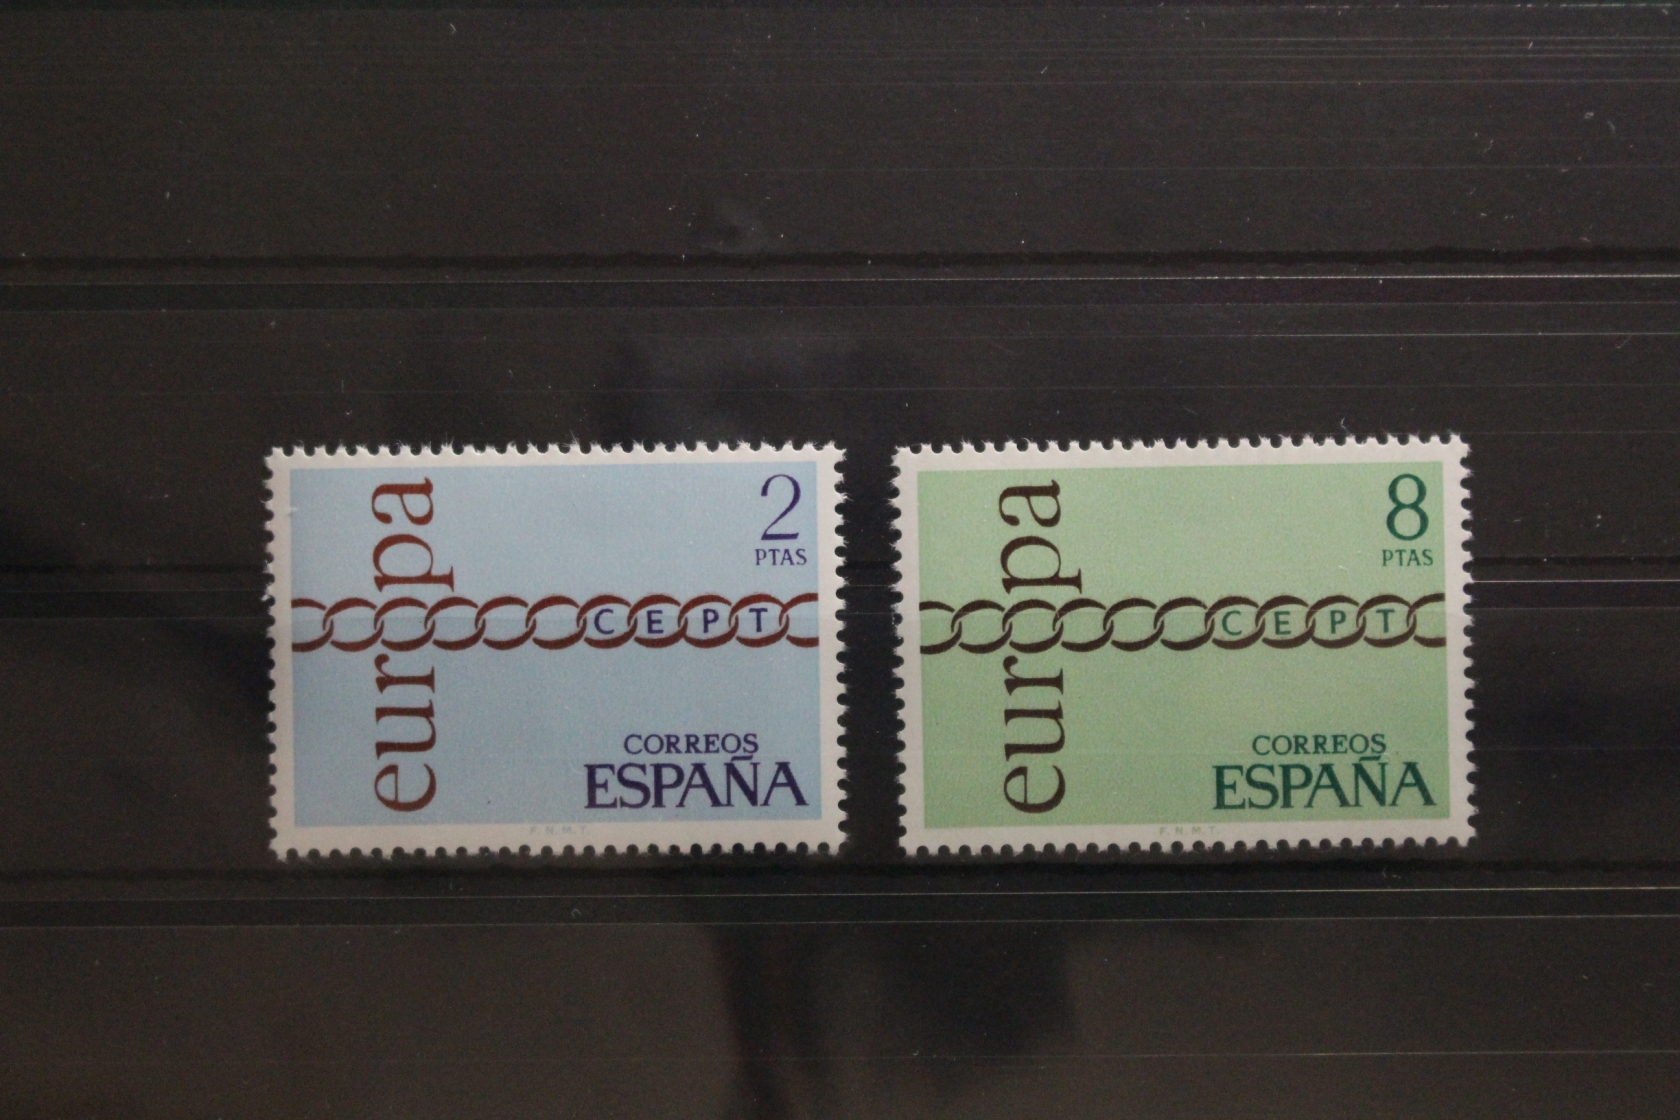 europa
2
PTAS
CEPT
CORREOS
ESPAÑA
F.N.M.T.
europa
8
PTAS
CEPT
CORREOS
ESPAÑA
F.N.M.T.